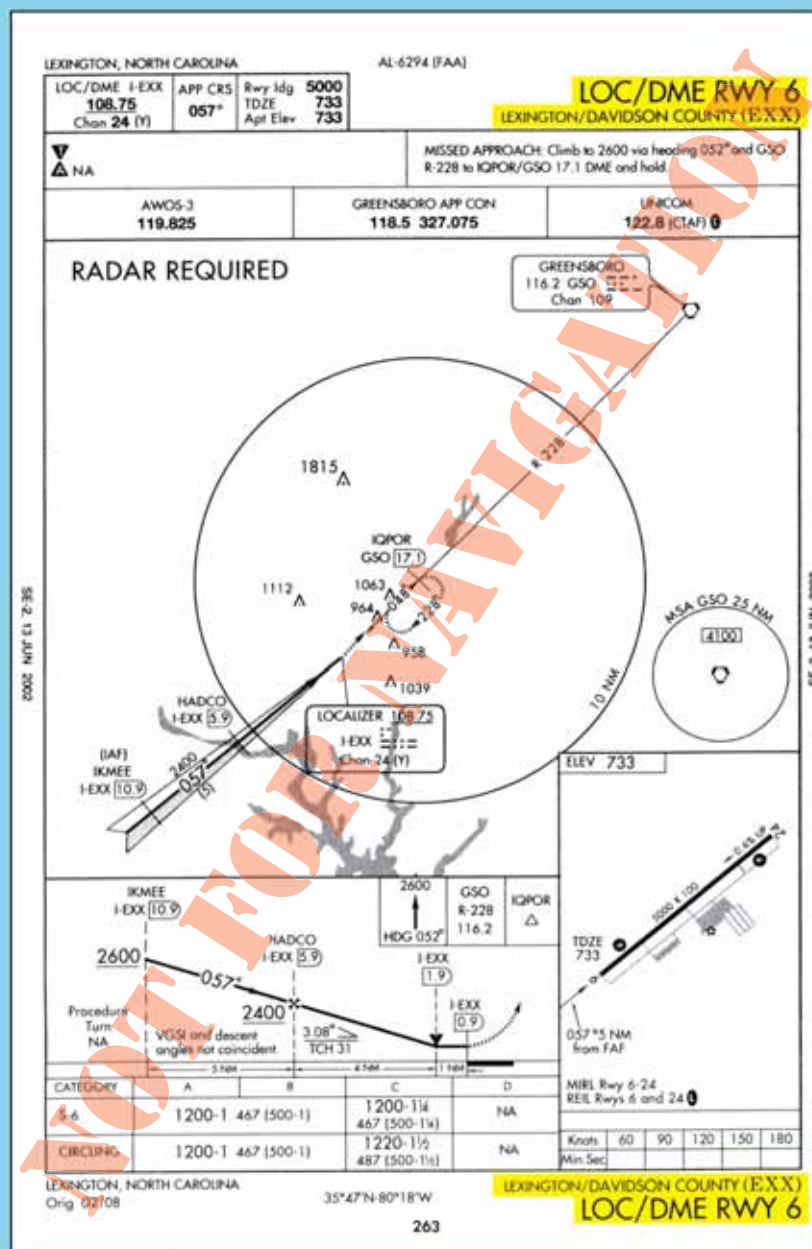 LEXINGTON, NORTH CAROLINA
AL-6294 (FAA)
LOC/DME I-EXX
108.75
Chan 24 (Y)
APP CRS
057°
Rwy ldg 5000
TDZE 733
Apt Elev 733
LOC/DME RWY 6
LEXINGTON/DAVIDSON COUNTY (EXX)
NA
MISSED APPROACH: Climb to 2600 via heading 052° and GSO
R-228 to IQPOR/GSO 17.1 DME and hold.
AWOS-3
119.825
GREENSBORO APP CON
118.5 327.075
UNICOM
122.8 (CTAF)
RADAR REQUIRED
GREENSBORO
116.2 GSO
Chan 109
R-228
1815
IQPOR
GSO 17.1
1112
1063
964
048°
228°
958
1039
10 NM
MSA GSO 25 NM
4100
HADCO
I-EXX 5.9
LOCALIZER 108.75
I-EXX
Chan 24 (Y)
(IAF)
IKMEE
I-EXX 10.9
2400
057°
(5)
SE-2, 13 JUN 2002
ELEV 733
24
0.6% UP
5000 X 100
TDZE
733
6
057° 5 NM
from FAF
MIRL Rwy 6-24
REIL Rwys 6 and 24
IKMEE
I-EXX 10.9
2600
057°
HADCO
I-EXX 5.9
2400
2600
HDG 052°
GSO
R-228
116.2
IQPOR
I-EXX
1.9
I-EXX
0.9
Procedure
Turn
NA
VGSI and descent
angles not coincident.
3.08°
TCH 31
5 NM
4 NM
1 NM
CATEGORY A B C D
S-6
1200-1 467 (500-1)
1200-1¼
467 (500-1¼)
NA
CIRCLING
1200-1 467 (500-1)
1220-1½
487 (500-1½)
NA
Knots 60 90 120 150 180
Min:Sec
LEXINGTON, NORTH CAROLINA
Orig 02108
35°47'N-80°18'W
LEXINGTON/DAVIDSON COUNTY (EXX)
LOC/DME RWY 6
263
NOT FOR NAVIGATION